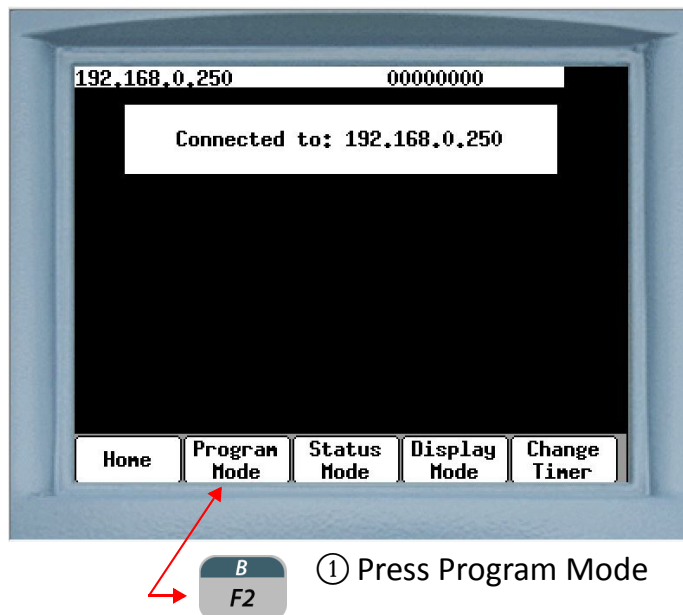 192.168.0.250 00000000
Connected to: 192.168.0.250
Home Program Mode Status Mode Display Mode Change Timer
B
F2
① Press Program Mode